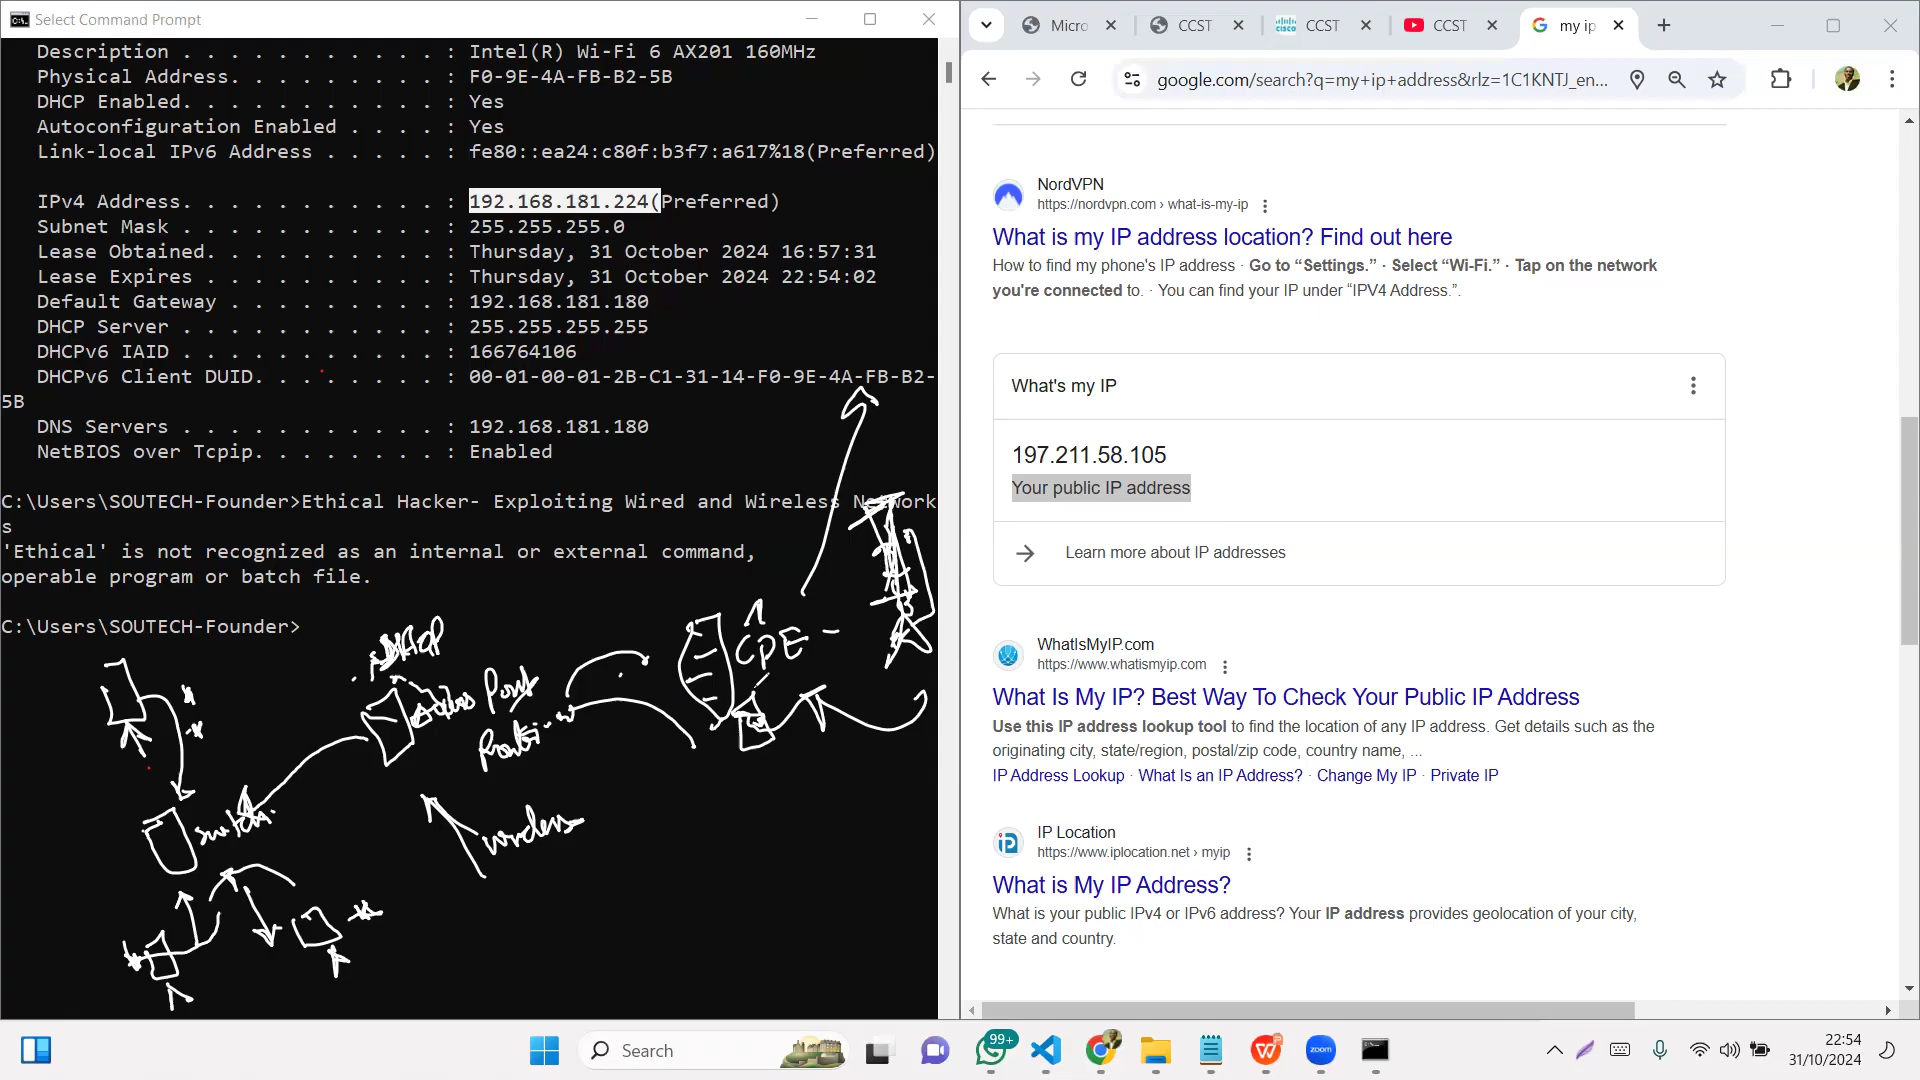 Select Command Prompt
Description . . . . . . . . . . . : Intel(R) Wi-Fi 6 AX201 160MHz
Physical Address. . . . . . . . . : F0-9E-4A-FB-B2-5B
DHCP Enabled. . . . . . . . . . . : Yes
Autoconfiguration Enabled . . . . : Yes
Link-local IPv6 Address . . . . . : fe80::ea24:c80f:b3f7:a617%18(Preferred)
IPv4 Address. . . . . . . . . . . : 192.168.181.224(Preferred)
Subnet Mask . . . . . . . . . . . : 255.255.255.0
Lease Obtained. . . . . . . . . . : Thursday, 31 October 2024 16:57:31
Lease Expires . . . . . . . . . . : Thursday, 31 October 2024 22:54:02
Default Gateway . . . . . . . . . : 192.168.181.180
DHCP Server . . . . . . . . . . . : 255.255.255.255
DHCPv6 IAID . . . . . . . . . . . : 166764106
DHCPv6 Client DUID. . . . . . . . : 00-01-00-01-2B-C1-31-14-F0-9E-4A-FB-B2-
5B
DNS Servers . . . . . . . . . . . : 192.168.181.180
NetBIOS over Tcpip. . . . . . . . : Enabled
C:\Users\SOUTECH-Founder>Ethical Hacker- Exploiting Wired and Wireless Network
s
'Ethical' is not recognized as an internal or external command,
operable program or batch file.
C:\Users\SOUTECH-Founder>
DHCP
CPE
switch
Micro
CCST
CCST
CCST
my ip
google.com/search?q=my+ip+address&rlz=1C1KNTJ_en...
NordVPN
https://nordvpn.com › what-is-my-ip
What is my IP address location? Find out here
How to find my phone's IP address · Go to “Settings.” · Select “Wi-Fi.” · Tap on the network
you're connected to. · You can find your IP under “IPV4 Address.”.
What's my IP
197.211.58.105
Your public IP address
Learn more about IP addresses
WhatIsMyIP.com
https://www.whatismyip.com
What Is My IP? Best Way To Check Your Public IP Address
Use this IP address lookup tool to find the location of any IP address. Get details such as the
originating city, state/region, postal/zip code, country name, ...
IP Address Lookup · What Is an IP Address? · Change My IP · Private IP
IP Location
https://www.iplocation.net › myip
What is My IP Address?
What is your public IPv4 or IPv6 address? Your IP address provides geolocation of your city,
state and country.
Search
99+
zoom
22:54
31/10/2024